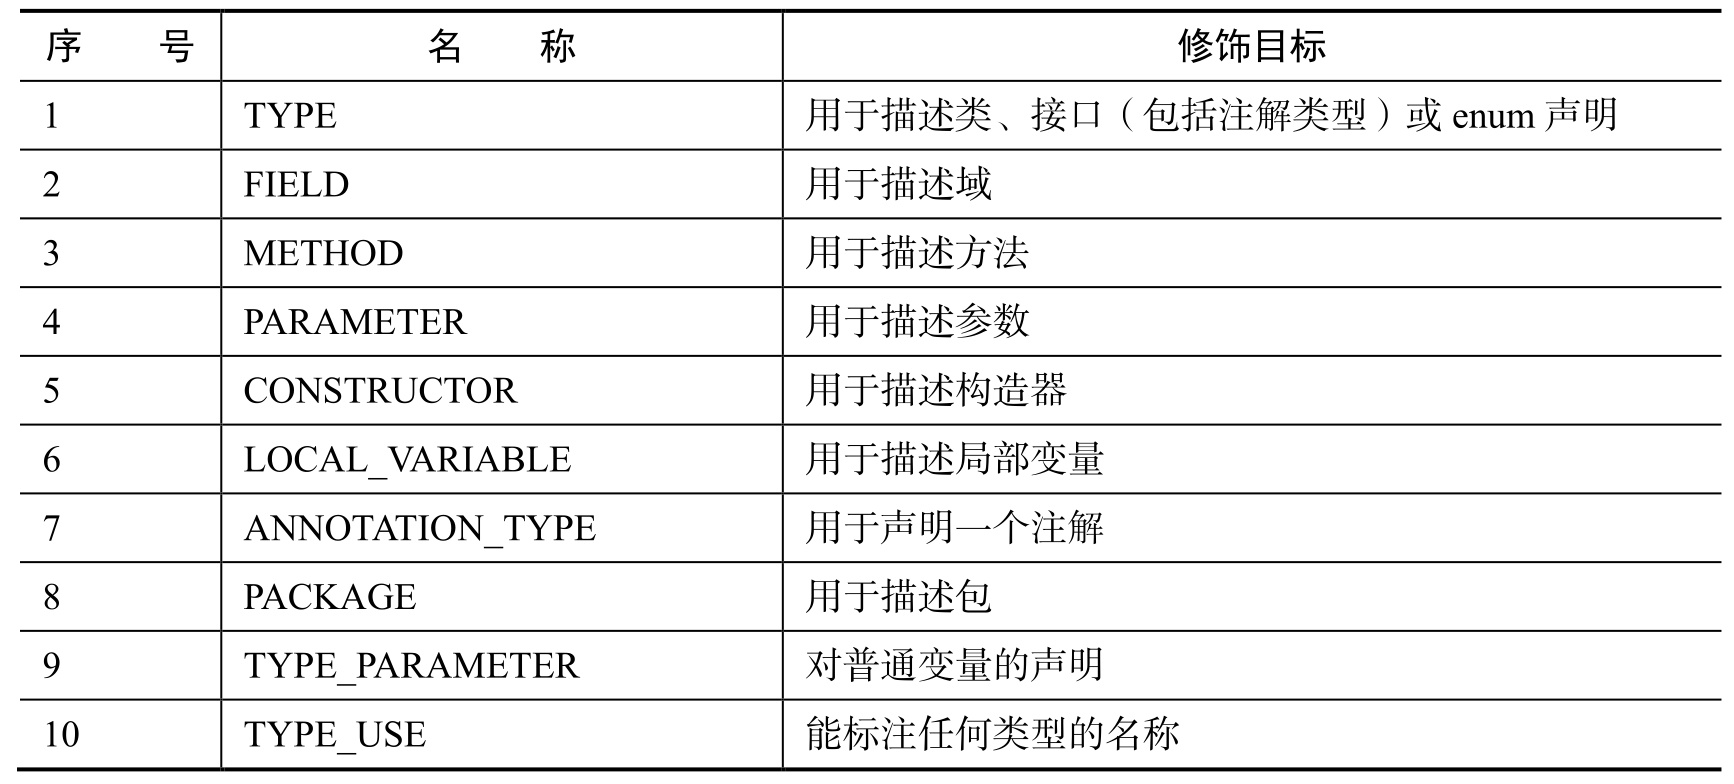 序 号 名 称 修饰目标
1 TYPE 用于描述类、接口（包括注解类型）或 enum 声明
2 FIELD 用于描述域
3 METHOD 用于描述方法
4 PARAMETER 用于描述参数
5 CONSTRUCTOR 用于描述构造器
6 LOCAL_VARIABLE 用于描述局部变量
7 ANNOTATION_TYPE 用于声明一个注解
8 PACKAGE 用于描述包
9 TYPE_PARAMETER 对普通变量的声明
10 TYPE_USE 能标注任何类型的名称